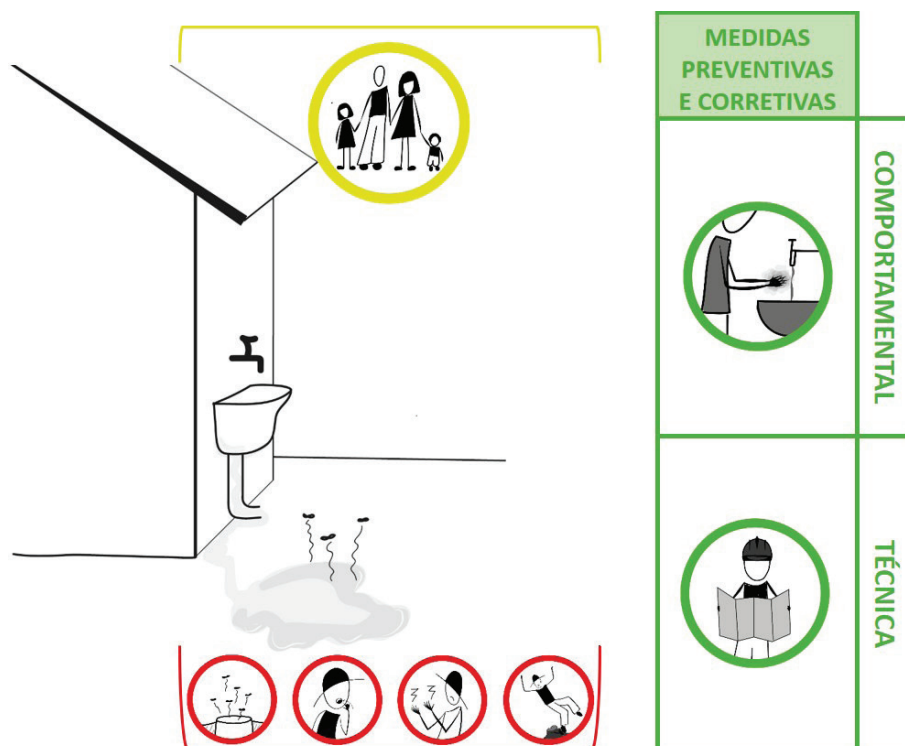 MEDIDAS
PREVENTIVAS
E CORRETIVAS
COMPORTAMENTAL
TÉCNICA